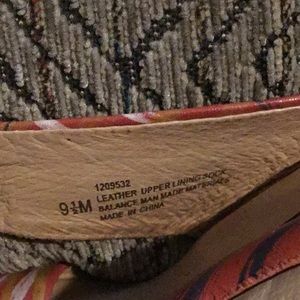 1209532
9½M
LEATHER UPPER LINING SOCK
BALANCE MAN MADE MATERIALS
MADE IN CHINA